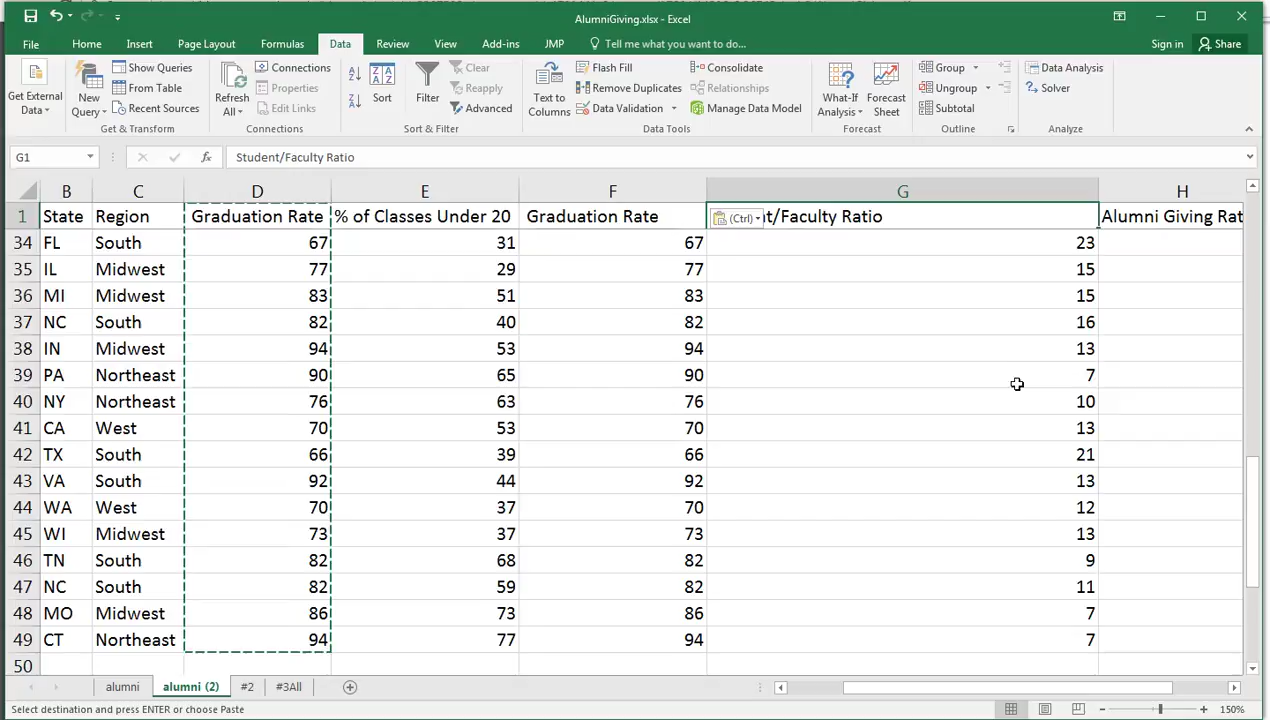 AlumniGiving.xlsx - Excel
File Home Insert Page Layout Formulas Data Review View Add-ins JMP Tell me what you want to do... Sign in Share
Get External Data
New Query
Show Queries
From Table
Recent Sources
Get & Transform
Refresh All
Connections
Properties
Edit Links
Connections
Sort
Filter
Clear
Reapply
Advanced
Sort & Filter
Text to Columns
Flash Fill
Remove Duplicates
Data Validation
Consolidate
Relationships
Manage Data Model
Data Tools
What-If Analysis
Forecast Sheet
Forecast
Group
Ungroup
Subtotal
Outline
Data Analysis
Solver
Analyze
G1 fx Student/Faculty Ratio
B C D E F G H
1 State Region Graduation Rate % of Classes Under 20 Graduation Rate (Ctrl) t/Faculty Ratio Alumni Giving Rat
34 FL South 67 31 67 23
35 IL Midwest 77 29 77 15
36 MI Midwest 83 51 83 15
37 NC South 82 40 82 16
38 IN Midwest 94 53 94 13
39 PA Northeast 90 65 90 7
40 NY Northeast 76 63 76 10
41 CA West 70 53 70 13
42 TX South 66 39 66 21
43 VA South 92 44 92 13
44 WA West 70 37 70 12
45 WI Midwest 73 37 73 13
46 TN South 82 68 82 9
47 NC South 82 59 82 11
48 MO Midwest 86 73 86 7
49 CT Northeast 94 77 94 7
50
alumni alumni (2) #2 #3All
Select destination and press ENTER or choose Paste 150%